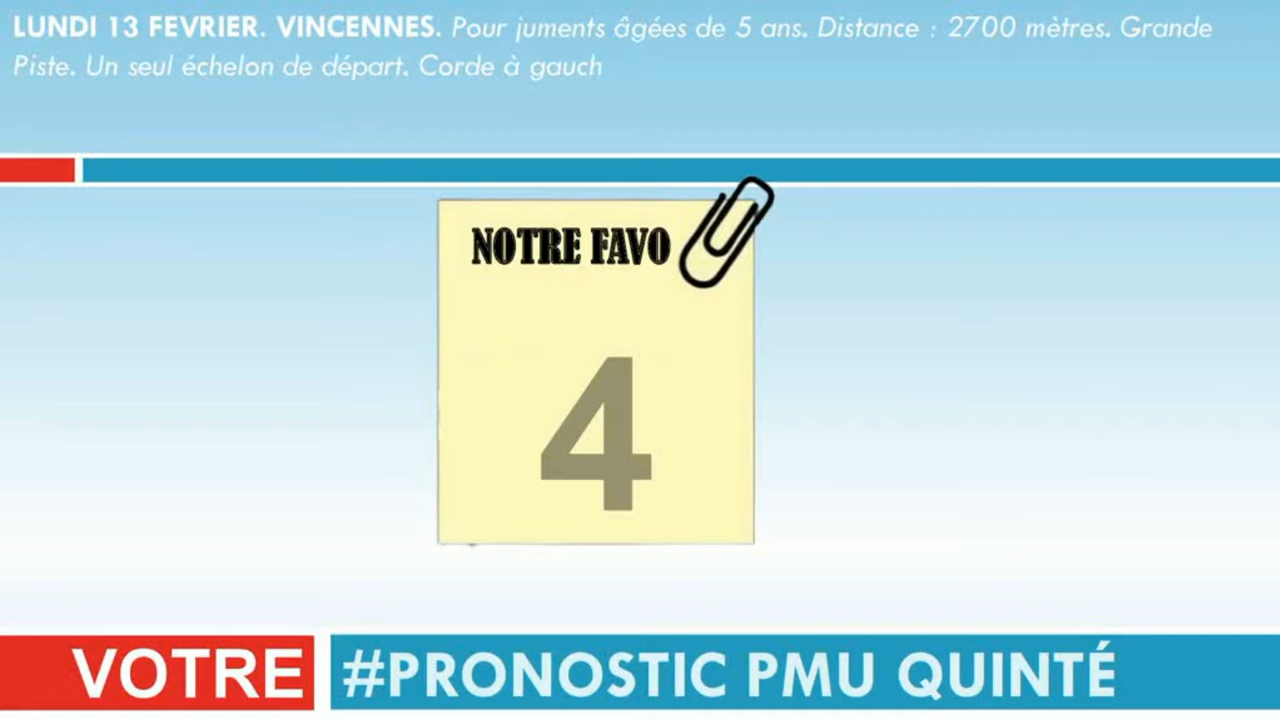 LUNDI 13 FEVRIER. VINCENNES. Pour juments âgées de 5 ans. Distance : 2700 mètres. Grande
Piste. Un seul échelon de départ. Corde à gauch
NOTRE FAVO
4
VOTRE #PRONOSTIC PMU QUINTÉ